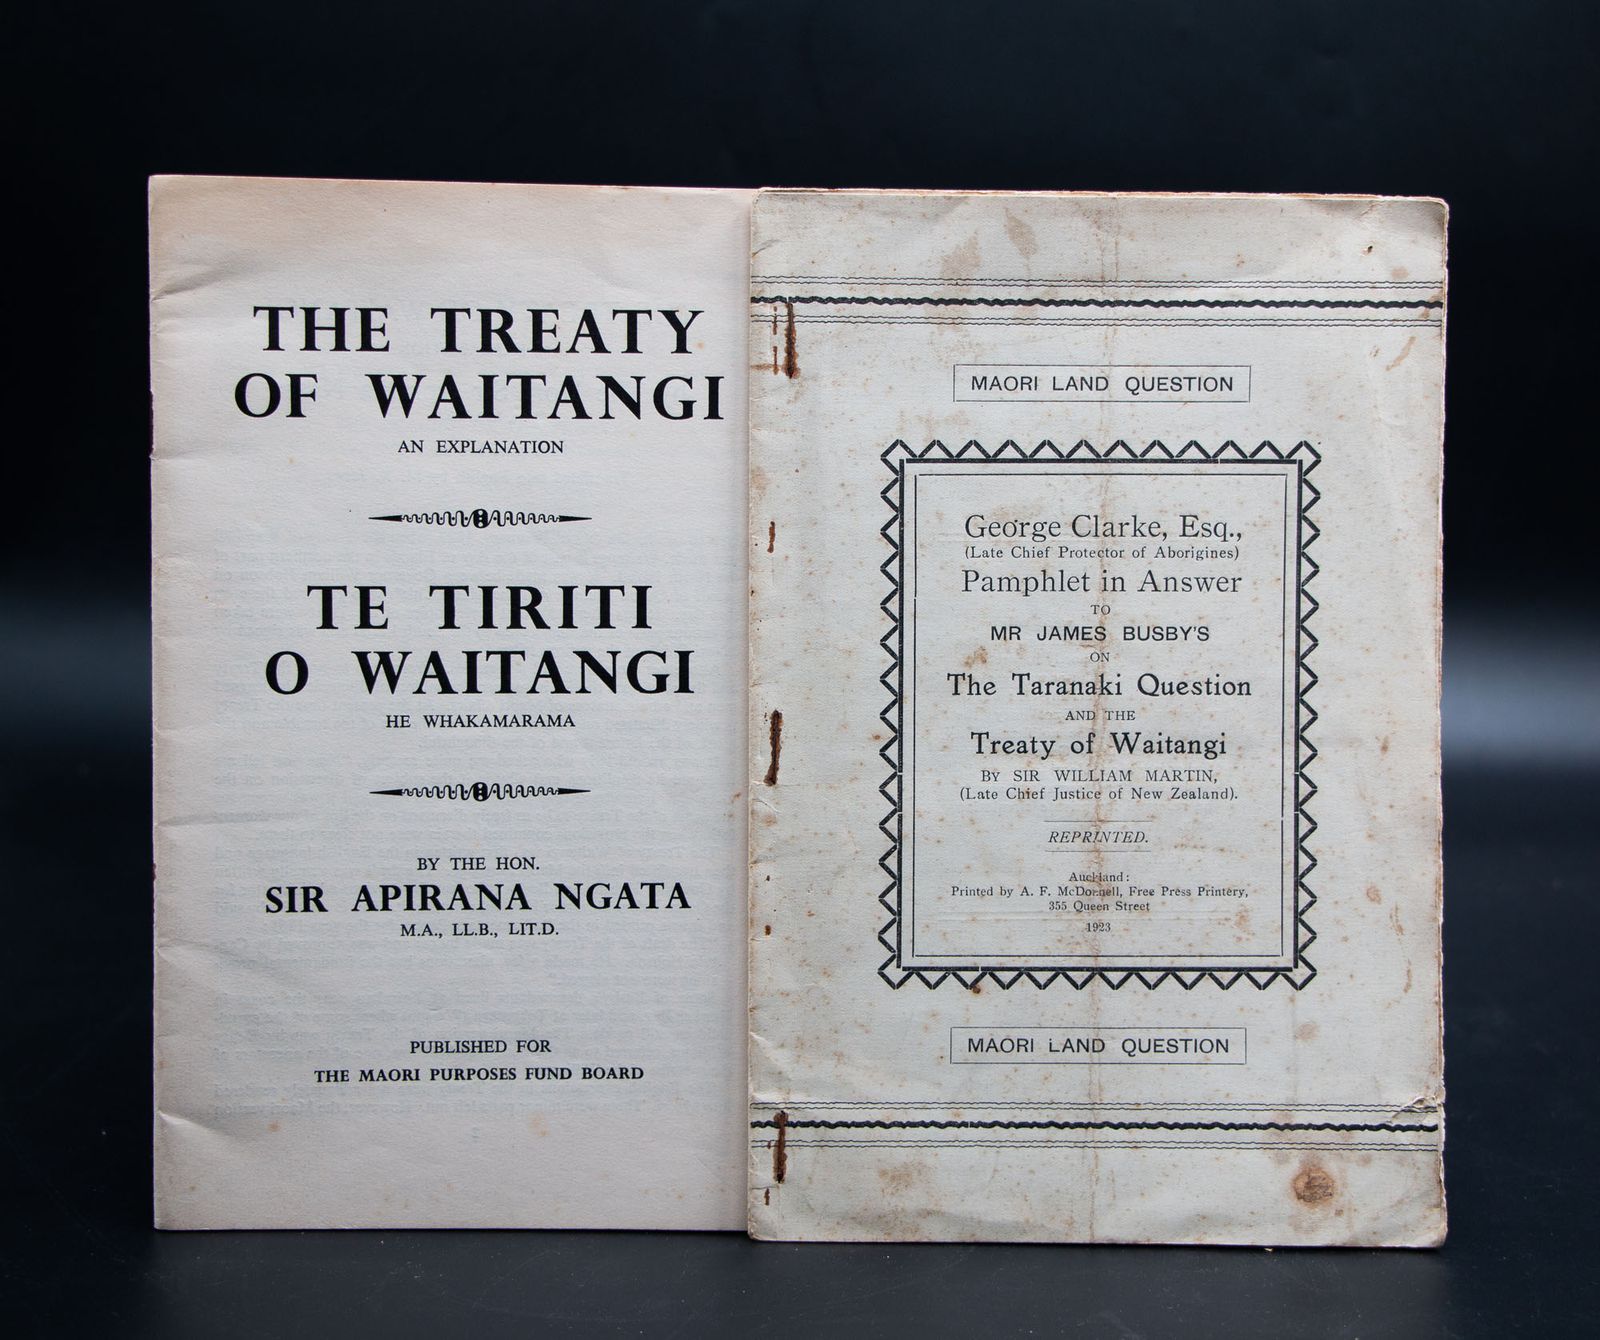 THE TREATY
OF WAITANGI
AN EXPLANATION
TE TIRITI
O WAITANGI
HE WHAKAMARAMA
BY THE HON.
SIR APIRANA NGATA
M.A., LL.B., LIT.D.
PUBLISHED FOR
THE MAORI PURPOSES FUND BOARD
MAORI LAND QUESTION
George Clarke, Esq.,
(Late Chief Protector of Aborigines)
Pamphlet in Answer
TO
MR JAMES BUSBY'S
ON
The Taranaki Question
AND THE
Treaty of Waitangi
BY SIR WILLIAM MARTIN,
(Late Chief Justice of New Zealand).
REPRINTED.
Auckland:
Printed by A. F. McDonnell, Free Press Printery,
355 Queen Street
1923
MAORI LAND QUESTION